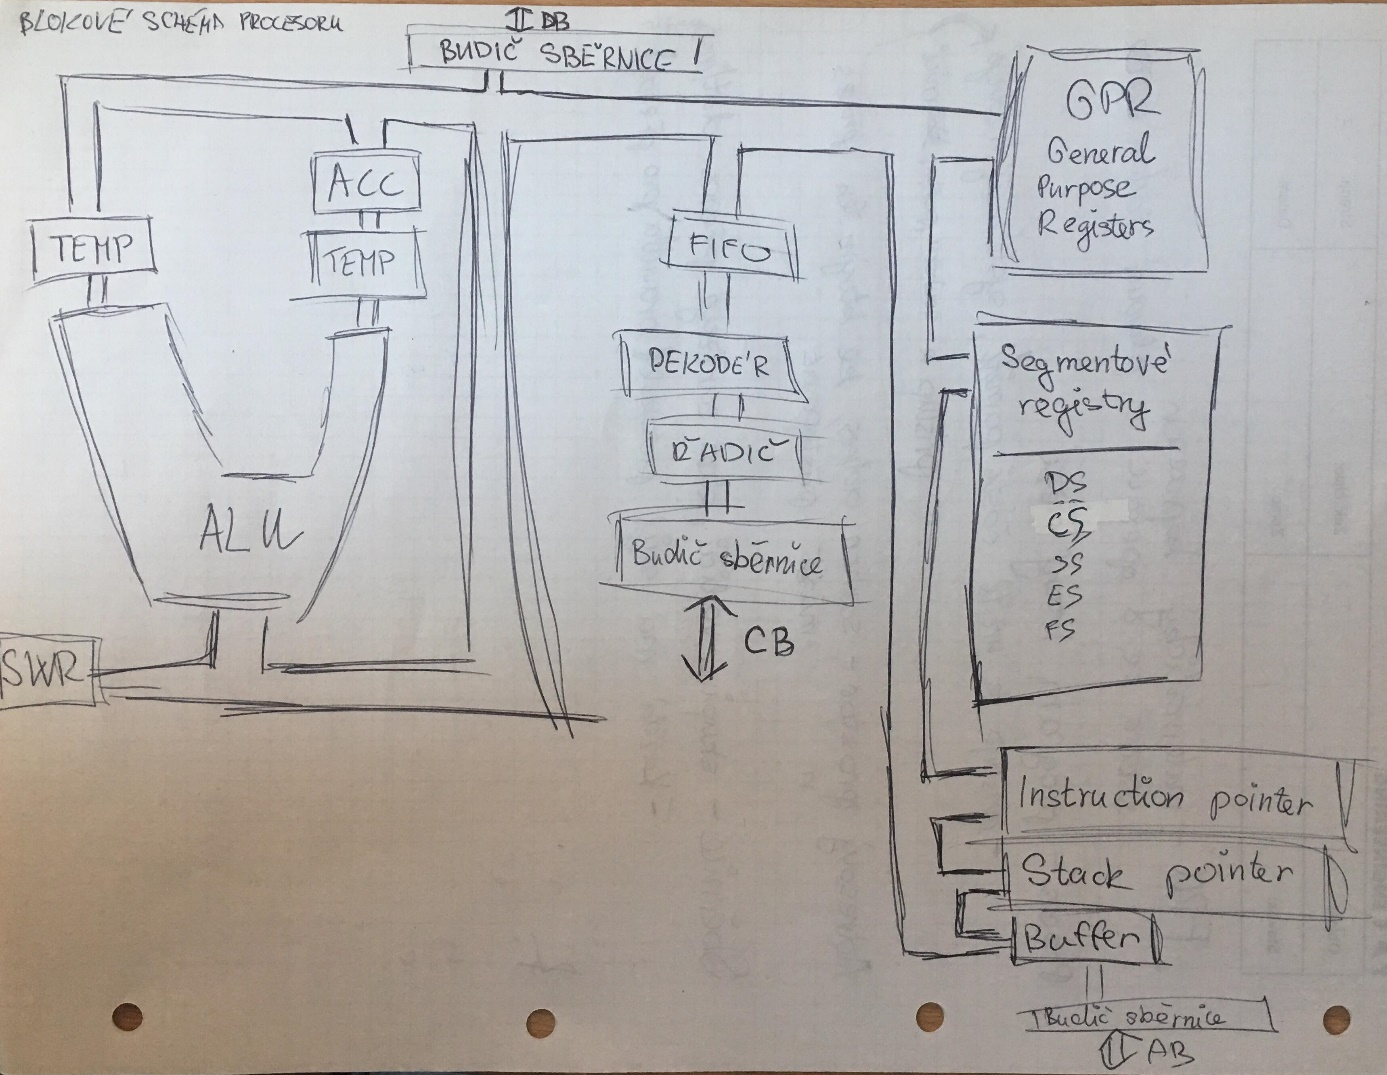 BLOKOVÉ SCHÉMA PROCESORU
DB
BUDIČ SBĚRNICE
GPR
General
Purpose
Registers
ACC
TEMP
TEMP
FIFO
DEKODÉR
ŘADIČ
Budič sběrnice
CB
ALU
SWR
Segmentové
registry
DS
CS
SS
ES
FS
Instruction pointer
Stack pointer
Buffer
Budič sběrnice
AB